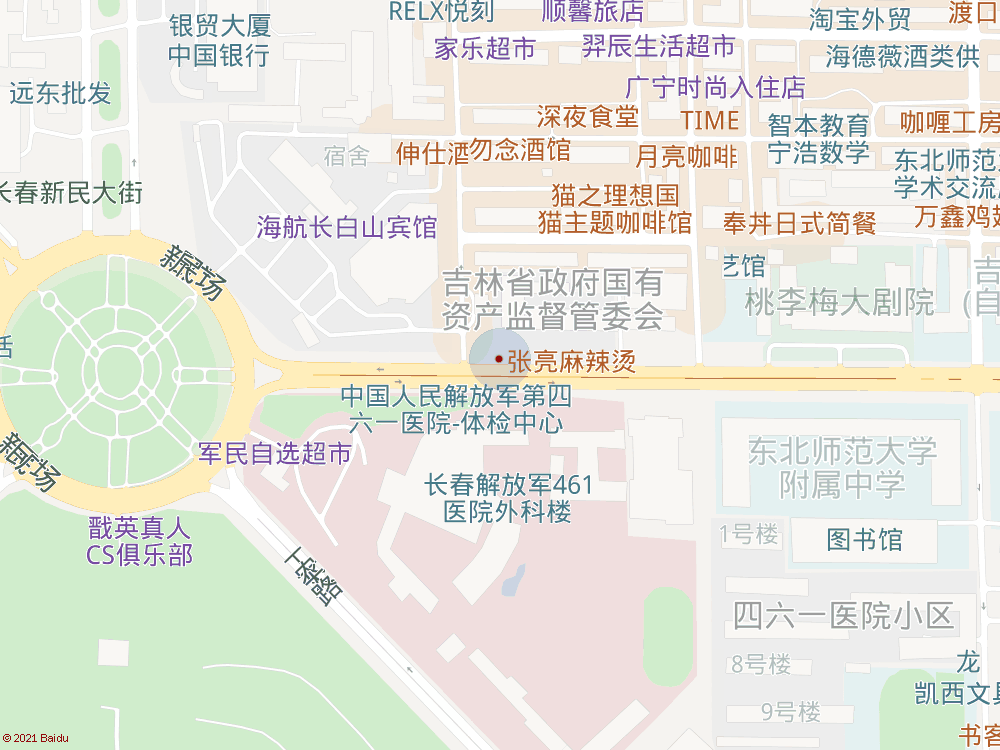 RELX悦刻
顺馨旅店
渡口
银贸大厦
中国银行
家乐超市
羿辰生活超市
淘宝外贸
海德薇酒类供
远东批发
广宁时尚入住店
深夜食堂
TIME
智本教育
宁浩数学
咖喱工房
宿舍
伸仕酒
勿念酒馆
月亮咖啡
东北师范大
学术交流
长春新民大街
猫之理想国
猫主题咖啡馆
奉丼日式简餐
万鑫鸡
海航长白山宾馆
艺馆
吉林省政府国有
资产监督管委会
桃李梅大剧院
吉
(自
新民广场
活
张亮麻辣烫
中国人民解放军第四
六一医院-体检中心
新民广场
军民自选超市
东北师范大学
附属中学
长春解放军461
医院外科楼
戳英真人
CS俱乐部
1号楼
图书馆
工农路
四六一医院小区
8号楼
龙
凯西文具
9号楼
书客
© 2021 Baidu